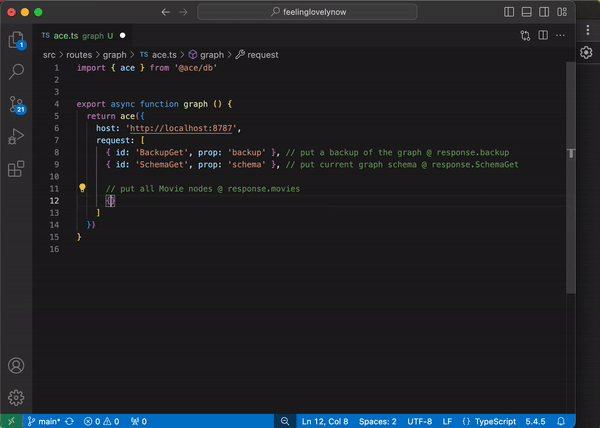 feelinglovelynow
TS ace.ts graph U
src > routes > graph > TS ace.ts > graph > request
1 import { ace } from '@ace/db'
2
3
4 export async function graph () {
5 return ace({
6 host: 'http://localhost:8787',
7 request: [
8 { id: 'BackupGet', prop: 'backup' }, // put a backup of the graph @ response.backup
9 { id: 'SchemaGet', prop: 'schema' }, // put current graph schema @ response.SchemaGet
10
11 // put all Movie nodes @ response.movies
12 {}
13 ]
14 })
15 }
16
1
21
main* 0 0 0 Ln 12, Col 8 Spaces: 2 UTF-8 LF {} TypeScript 5.4.5